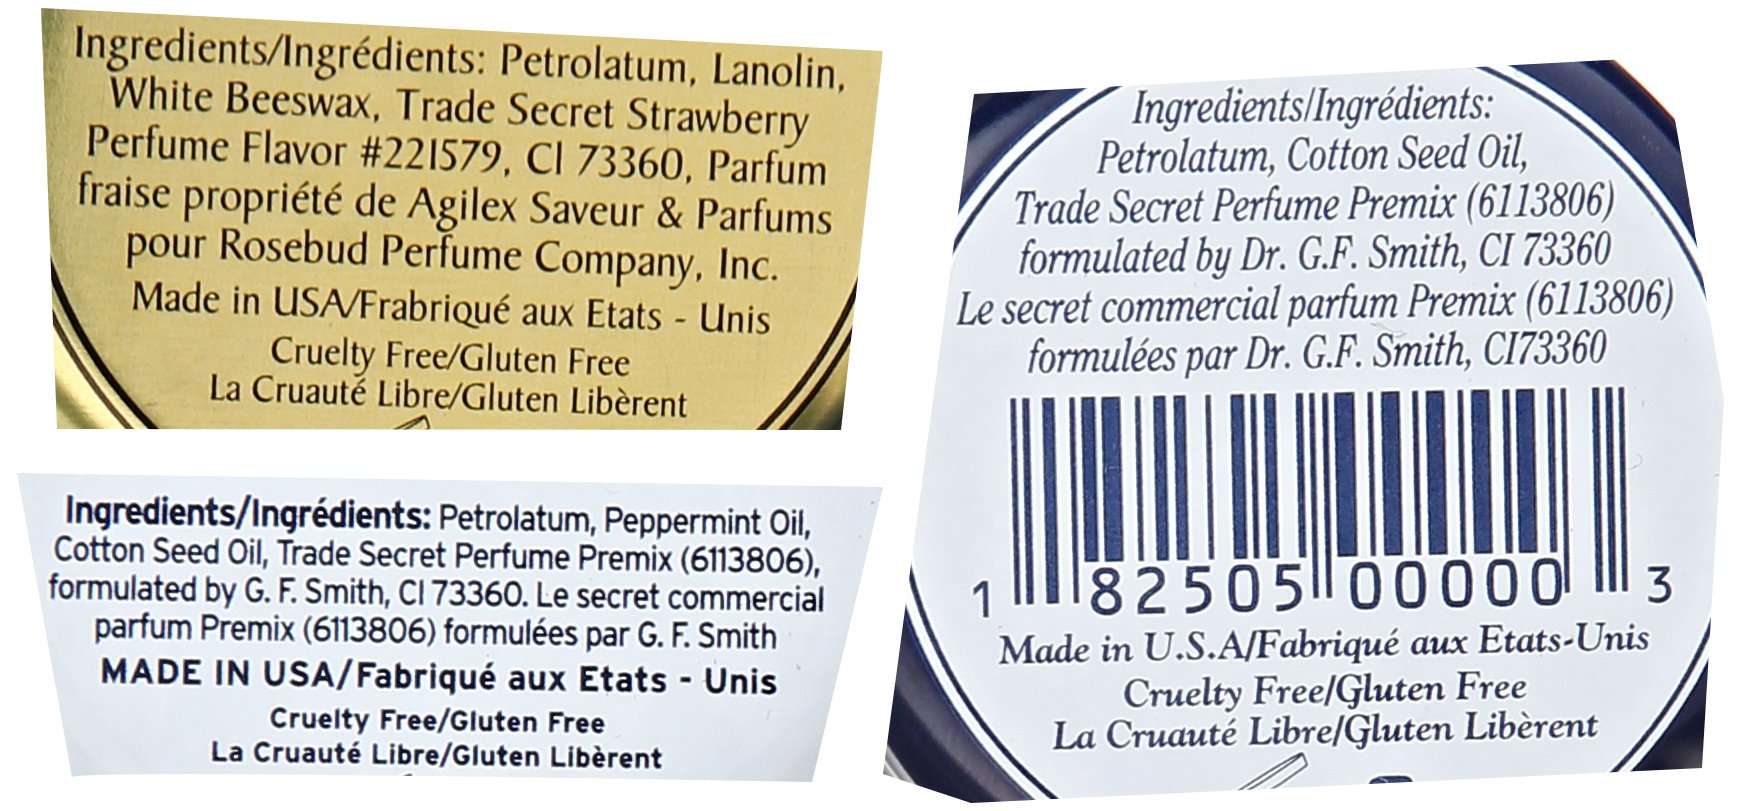 Ingredients/Ingrédients: Petrolatum, Lanolin,
White Beeswax, Trade Secret Strawberry
Perfume Flavor #221579, CI 73360, Parfum
fraise propriété de Agilex Saveur & Parfums
pour Rosebud Perfume Company, Inc.
Made in USA/Frabriqué aux Etats - Unis
Cruelty Free/Gluten Free
La Cruauté Libre/Gluten Libèrent
Ingredients/Ingrédients: Petrolatum, Peppermint Oil,
Cotton Seed Oil, Trade Secret Perfume Premix (6113806),
formulated by G. F. Smith, CI 73360. Le secret commercial
parfum Premix (6113806) formulées par G. F. Smith
MADE IN USA/Fabriqué aux Etats - Unis
Cruelty Free/Gluten Free
La Cruauté Libre/Gluten Libèrent
Ingredients/Ingrédients:
Petrolatum, Cotton Seed Oil,
Trade Secret Perfume Premix (6113806)
formulated by Dr. G.F. Smith, CI 73360
Le secret commercial parfum Premix (6113806)
formulées par Dr. G.F. Smith, CI73360
1 82505 00000 3
Made in U.S.A/Fabriqué aux Etats-Unis
Cruelty Free/Gluten Free
La Cruauté Libre/Gluten Libèrent